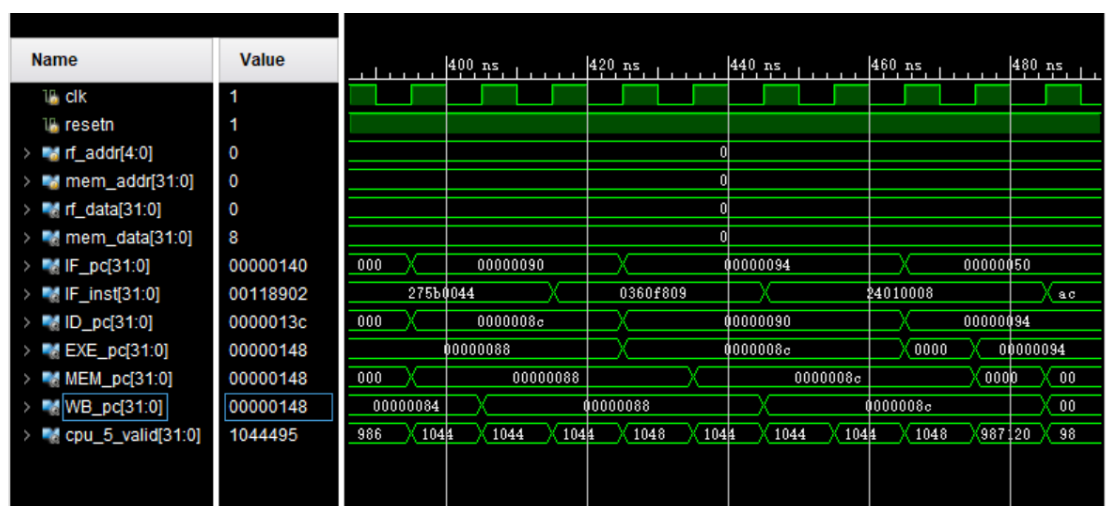 Name Value
400 ns 420 ns 440 ns 460 ns 480 ns
clk 1
resetn 1
> rf_addr[4:0] 0 0
> mem_addr[31:0] 0 0
> rf_data[31:0] 0 0
> mem_data[31:0] 8 0
> IF_pc[31:0] 00000140 000 00000090 00000094 00000050
> IF_inst[31:0] 00118902 275b0044 0360f809 24010008 ac
> ID_pc[31:0] 0000013c 000 0000008c 00000090 00000094
> EXE_pc[31:0] 00000148 00000088 0000008c 0000 00000094
> MEM_pc[31:0] 00000148 000 00000088 0000008c 0000 00
> WB_pc[31:0] 00000148 00000084 00000088 0000008c 00
> cpu_5_valid[31:0] 1044495 986 1044 1044 1044 1048 1044 1044 1044 1048 987120 98